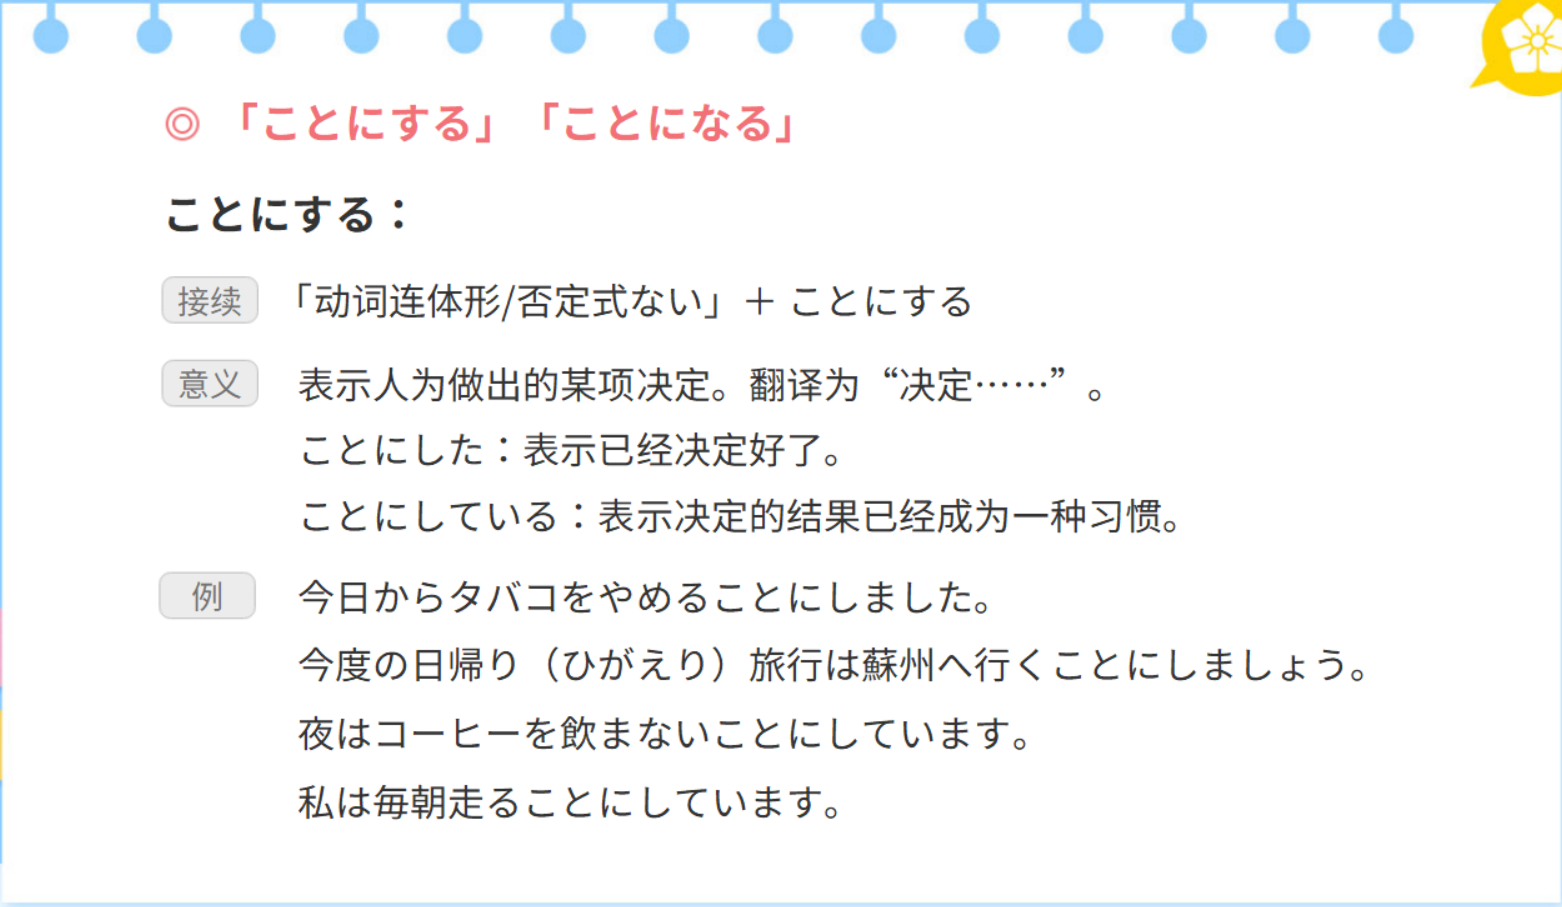 ◎「ことにする」「ことになる」
ことにする：
接续 「动词连体形/否定式ない」＋ ことにする
意义 表示人为做出的某项决定。翻译为“决定……”。
ことにした：表示已经决定好了。
ことにしている：表示决定的结果已经成为一种习惯。
例 今日からタバコをやめることにしました。
今度の日帰り（ひがえり）旅行は蘇州へ行くことにしましょう。
夜はコーヒーを飲まないことにしています。
私は毎朝走ることにしています。